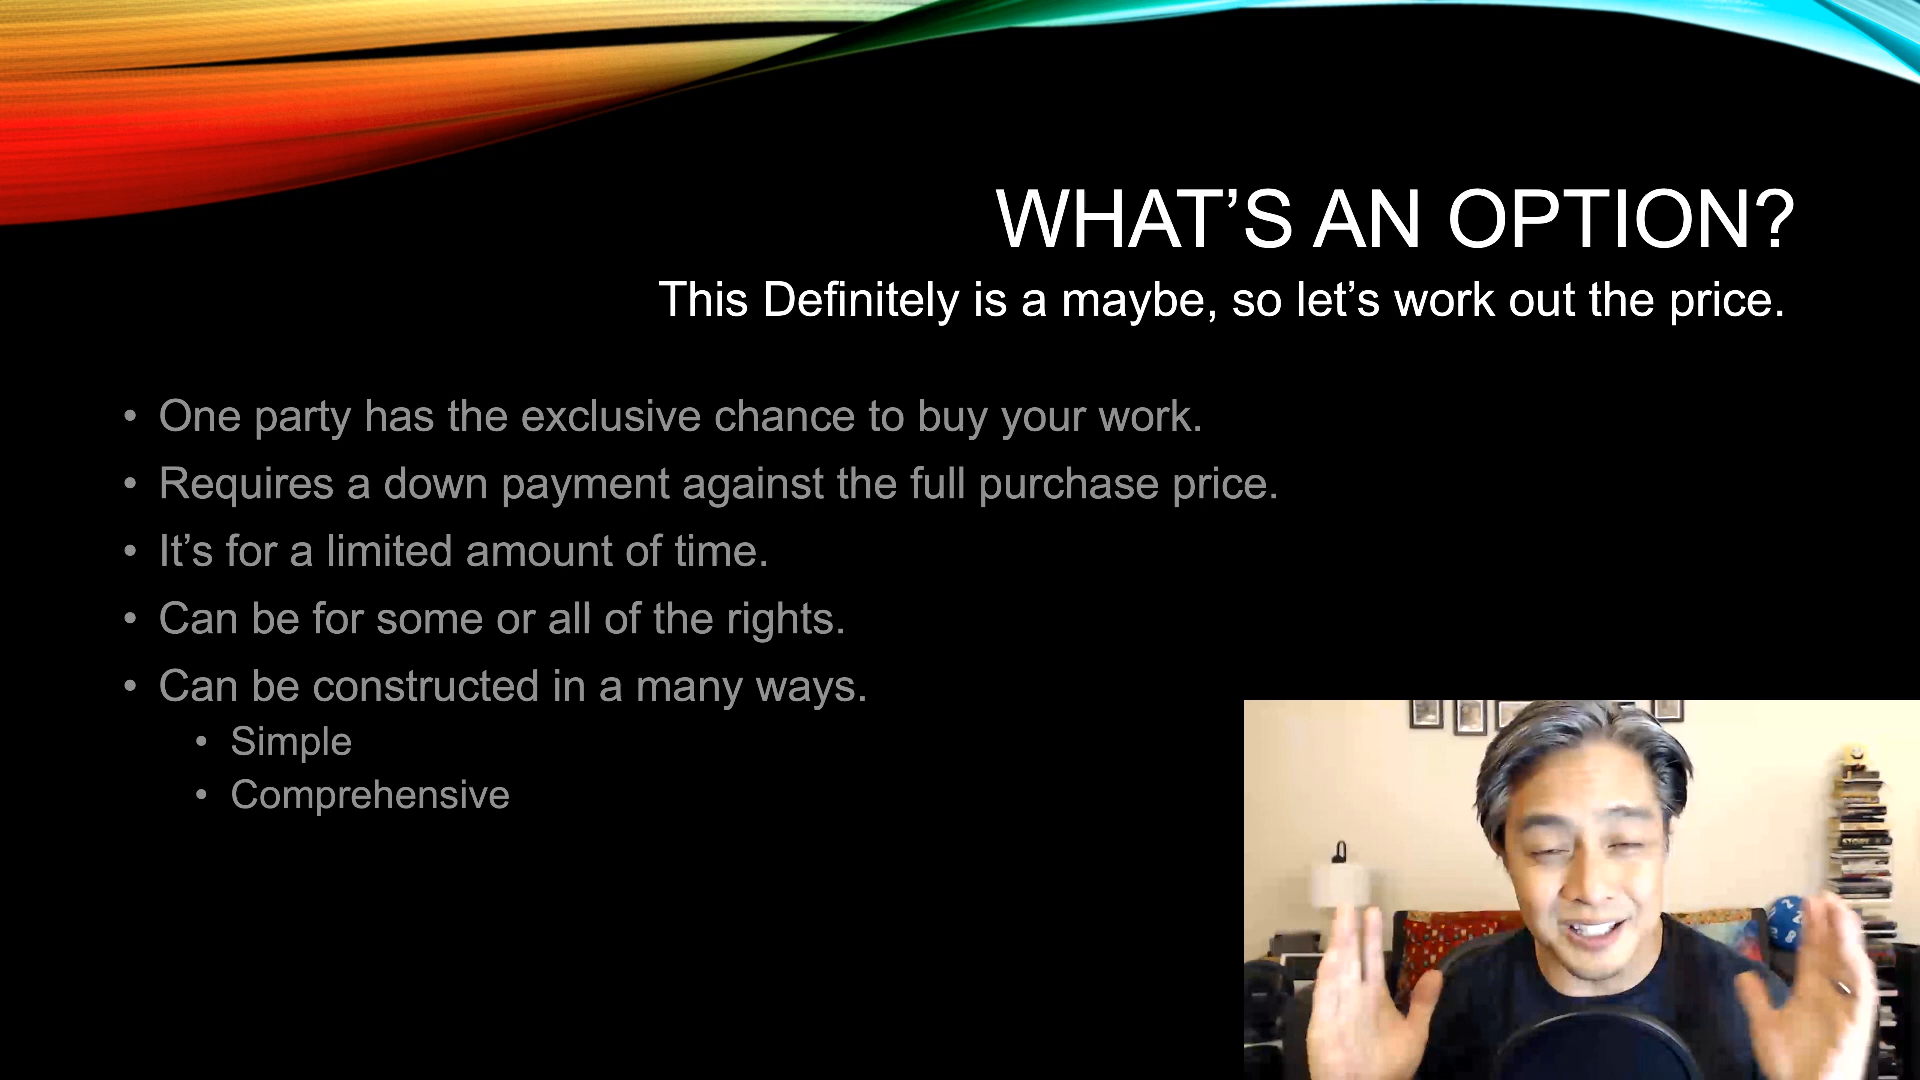 WHAT’S AN OPTION?
This Definitely is a maybe, so let’s work out the price.
• One party has the exclusive chance to buy your work.
• Requires a down payment against the full purchase price.
• It’s for a limited amount of time.
• Can be for some or all of the rights.
• Can be constructed in a many ways.
• Simple
• Comprehensive